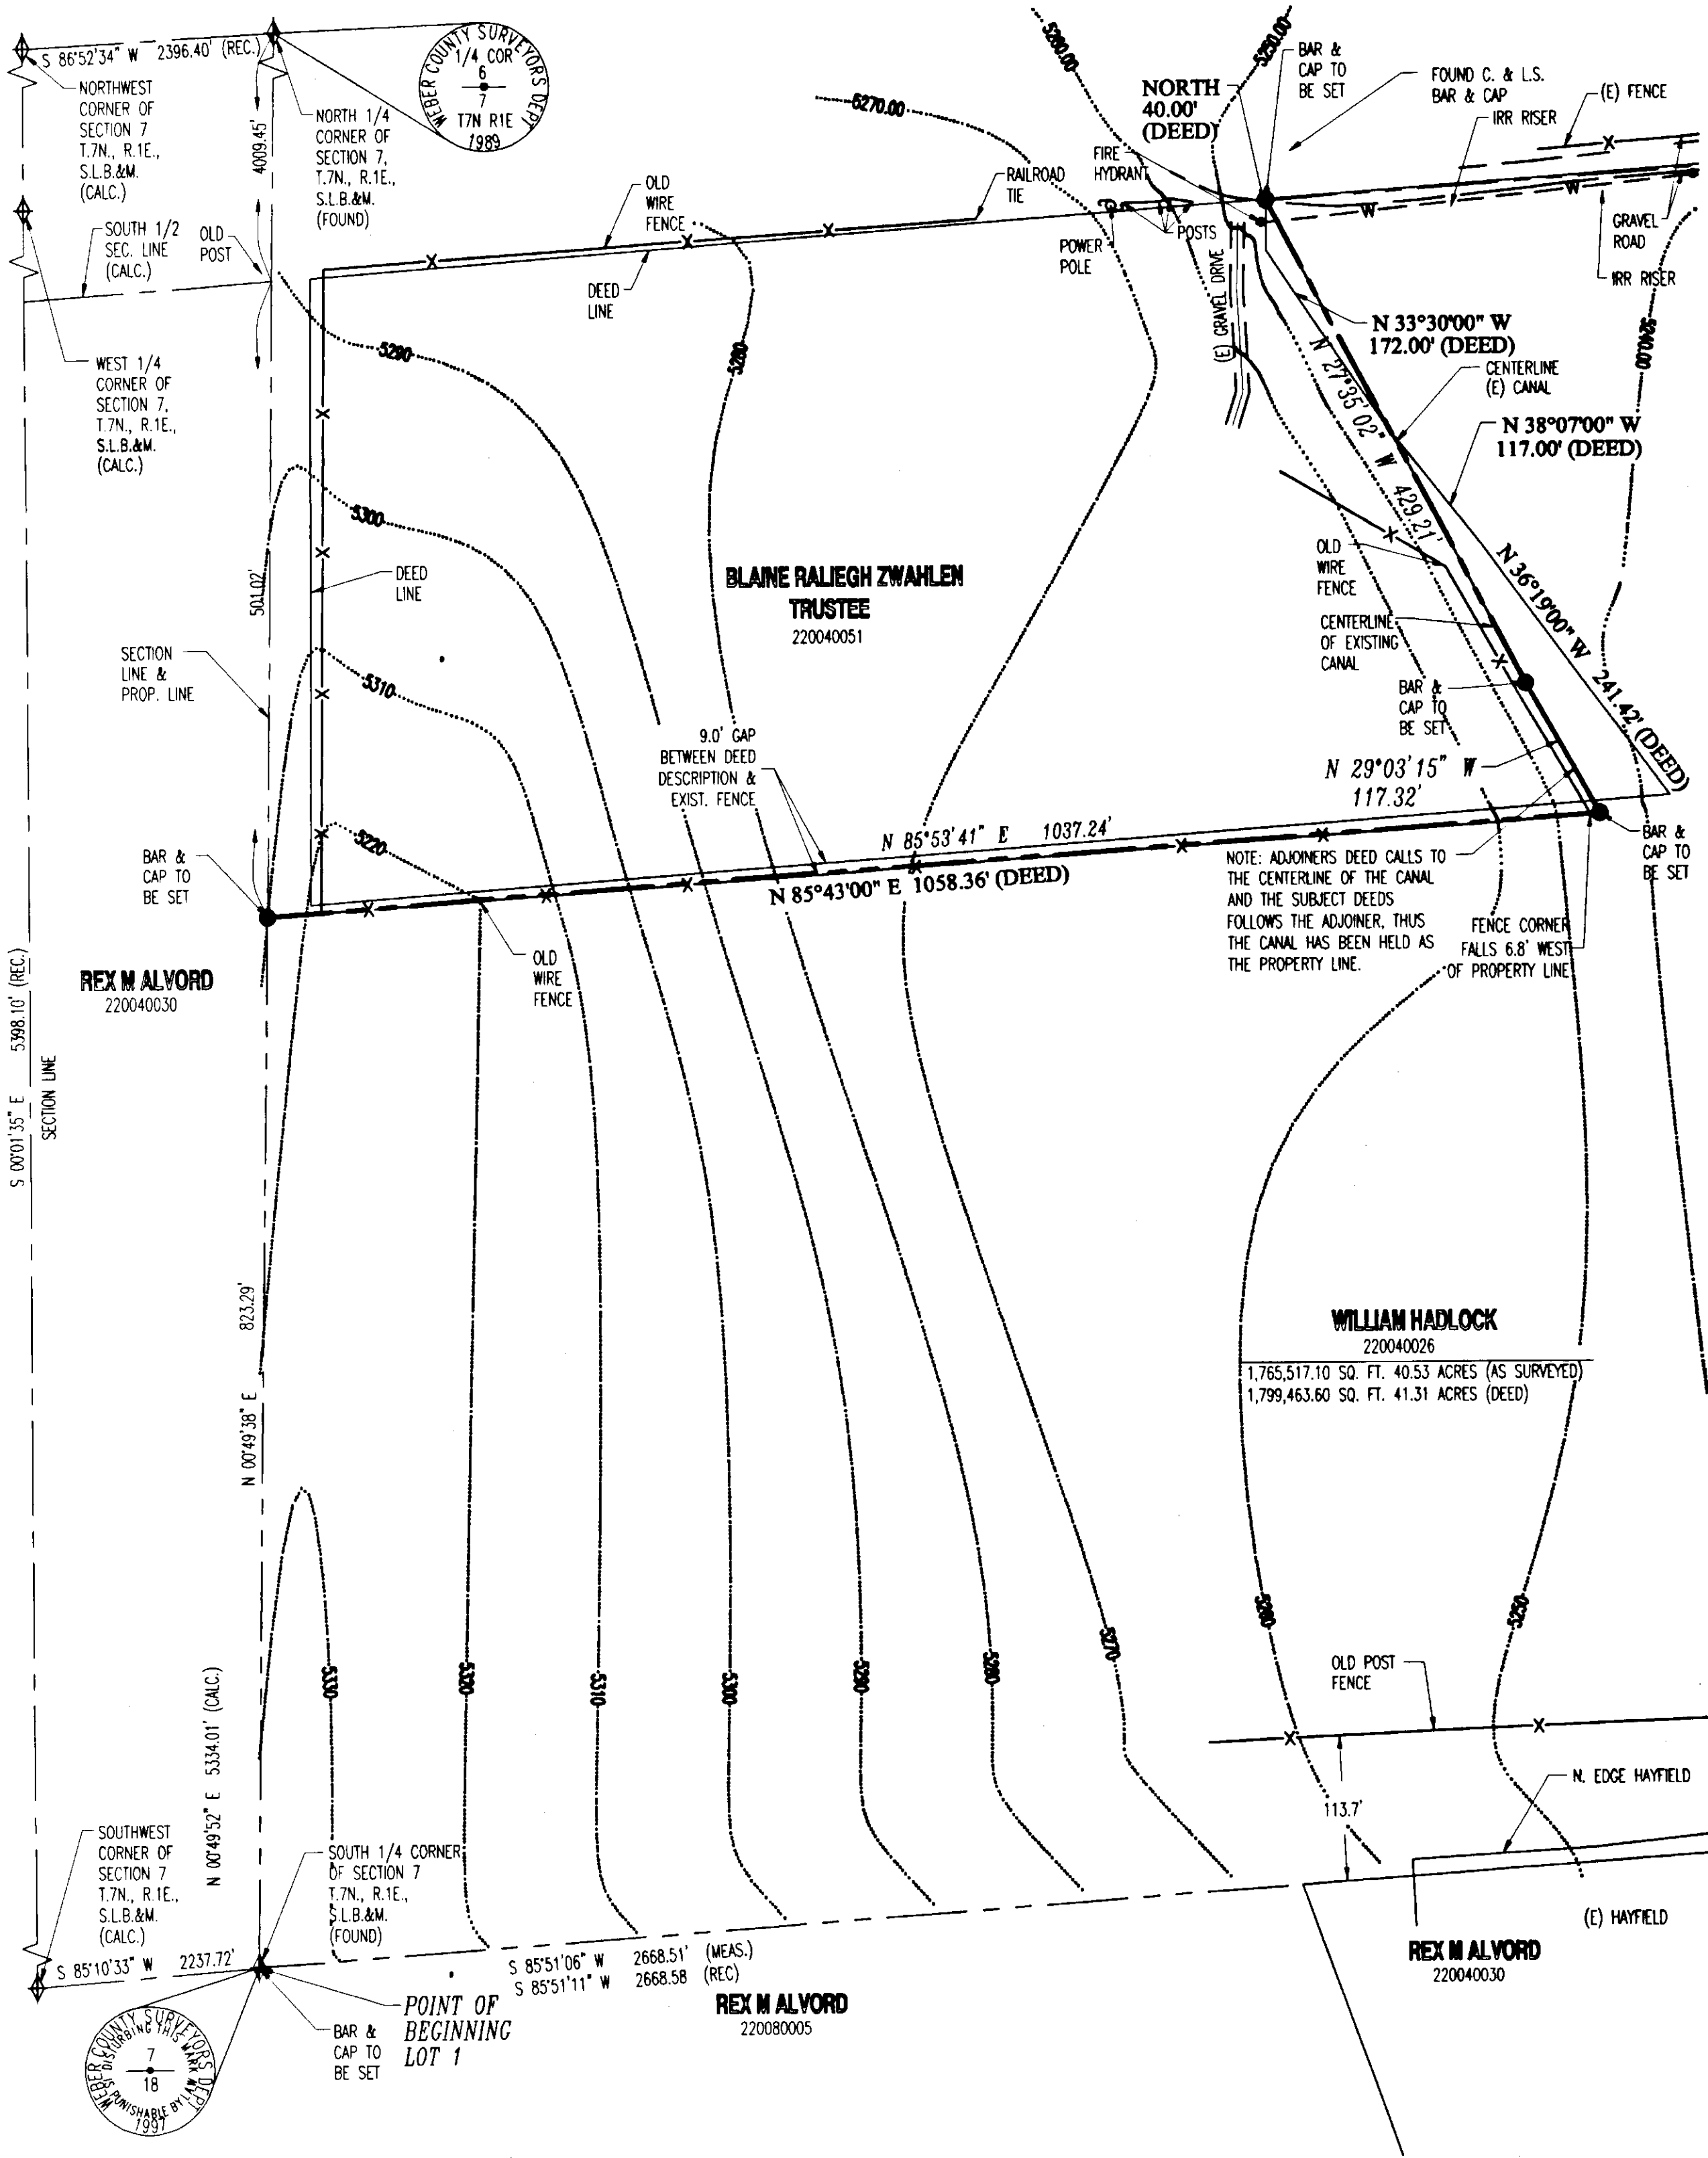 S 86°52'34" W 2396.40' (REC.)
NORTHWEST
CORNER OF
SECTION 7
T.7N., R.1E.,
S.L.B.&M.
(CALC.)
4009.45'
NORTH 1/4
CORNER OF
SECTION 7,
T.7N., R.1E.,
S.L.B.&M.
(FOUND)
WEBER COUNTY SURVEYORS DEPT
1/4 COR
6
7
T7N R1E
1989
5280.00
5250.00
5270.00
NORTH
40.00'
(DEED)
BAR &
CAP TO
BE SET
FOUND C. & L.S.
BAR & CAP
(E) FENCE
IRR RISER
FIRE
HYDRANT
RAILROAD
TIE
OLD
WIRE
FENCE
POWER
POLE
POSTS
W
W
GRAVEL
ROAD
IRR RISER
SOUTH 1/2
SEC. LINE
(CALC.)
OLD
POST
DEED
LINE
(E) GRAVEL DRIVE
5240.00
N 33°30'00" W
172.00' (DEED)
CENTERLINE
(E) CANAL
N 38°07'00" W
117.00' (DEED)
N 27°35'02" W 429.21'
WEST 1/4
CORNER OF
SECTION 7,
T.7N., R.1E.,
S.L.B.&M.
(CALC.)
5290
5280
5300
501.02'
DEED
LINE
BLAINE RALIEGH ZWAHLEN
TRUSTEE
220040051
OLD
WIRE
FENCE
N 36°19'00" W 241.42' (DEED)
CENTERLINE
OF EXISTING
CANAL
SECTION
LINE &
PROP. LINE
5310
BAR &
CAP TO
BE SET
9.0' GAP
BETWEEN DEED
DESCRIPTION &
EXIST. FENCE
N 29°03'15" W
117.32'
5220
N 85°53'41" E 1037.24'
N 85°43'00" E 1058.36' (DEED)
BAR &
CAP TO
BE SET
BAR &
CAP TO
BE SET
NOTE: ADJOINERS DEED CALLS TO
THE CENTERLINE OF THE CANAL
AND THE SUBJECT DEEDS
FOLLOWS THE ADJOINER, THUS
THE CANAL HAS BEEN HELD AS
THE PROPERTY LINE.
FENCE CORNER
FALLS 6.8' WEST
OF PROPERTY LINE
OLD
WIRE
FENCE
REX M ALVORD
220040030
S 00°01'35" E 5398.10' (REC.)
SECTION LINE
823.29'
N 00°49'38" E
WILLIAM HADLOCK
220040026
1,765,517.10 SQ. FT. 40.53 ACRES (AS SURVEYED)
1,799,463.60 SQ. FT. 41.31 ACRES (DEED)
5330
5320
5310
5300
5290
5280
5270
5260
5250
OLD POST
FENCE
N 00°49'52" E 5334.01' (CALC.)
N. EDGE HAYFIELD
113.7'
SOUTHWEST
CORNER OF
SECTION 7
T.7N., R.1E.,
S.L.B.&M.
(CALC.)
SOUTH 1/4 CORNER
OF SECTION 7
T.7N., R.1E.,
S.L.B.&M.
(FOUND)
(E) HAYFIELD
REX M ALVORD
220040030
S 85°10'33" W 2237.72'
S 85°51'06" W 2668.51' (MEAS.)
S 85°51'11" W 2668.58 (REC)
REX M ALVORD
220080005
POINT OF
BEGINNING
LOT 1
BAR &
CAP TO
BE SET
WEBER COUNTY SURVEYORS DEPT
DISTURBING THIS MARK
IS PUNISHABLE BY LAW
7
18
1997